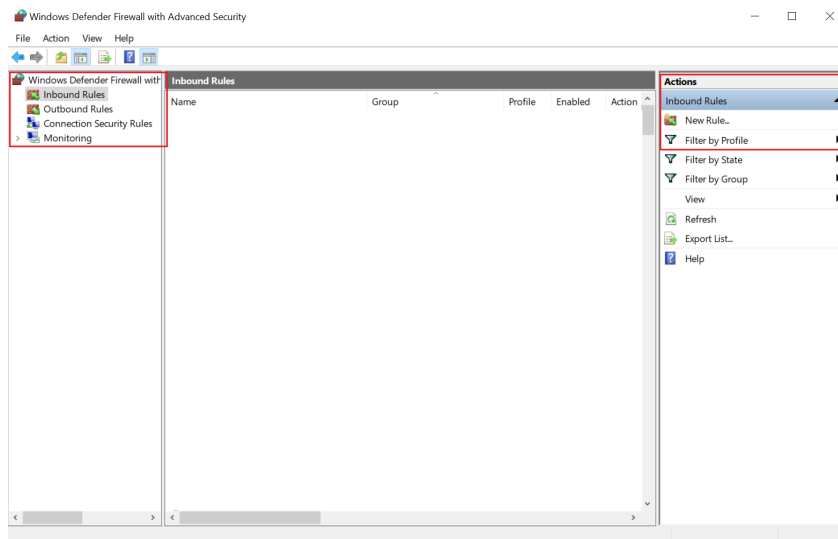 Windows Defender Firewall with Advanced Security
File Action View Help
Windows Defender Firewall with
Inbound Rules
Outbound Rules
Connection Security Rules
Monitoring
Inbound Rules
Name Group Profile Enabled Action
Actions
Inbound Rules
New Rule...
Filter by Profile
Filter by State
Filter by Group
View
Refresh
Export List...
Help